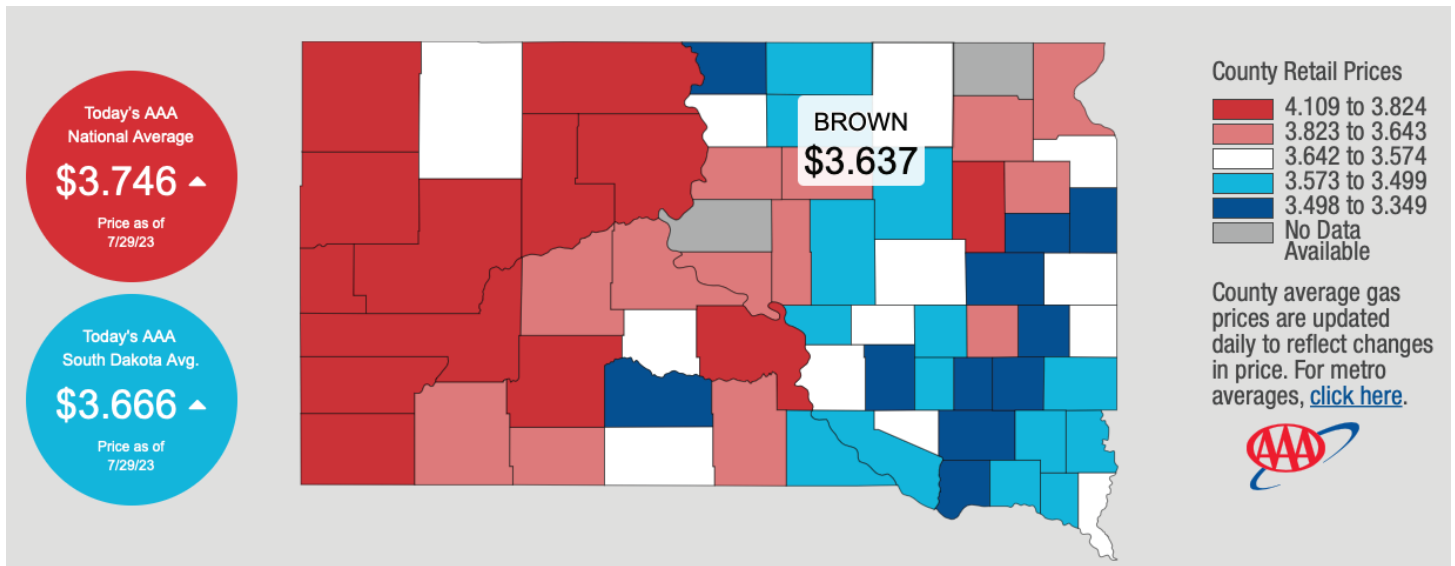 Today's AAA
National Average
$3.746
Price as of
7/29/23
Today's AAA
South Dakota Avg.
$3.666
Price as of
7/29/23
BROWN
$3.637
County Retail Prices
4.109 to 3.824
3.823 to 3.643
3.642 to 3.574
3.573 to 3.499
3.498 to 3.349
No Data
Available
County average gas
prices are updated
daily to reflect changes
in price. For metro
averages, click here.
AAA